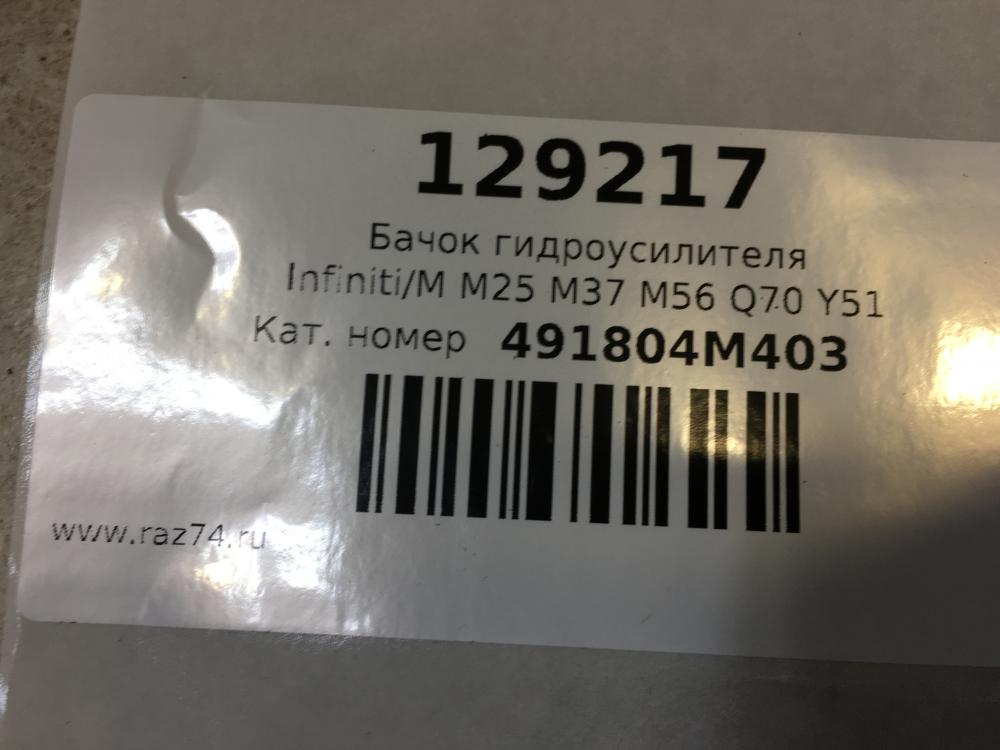 129217
Бачок гидроусилителя
Infiniti/M M25 M37 M56 Q70 Y51
Кат. номер 491804M403
www.raz74.ru